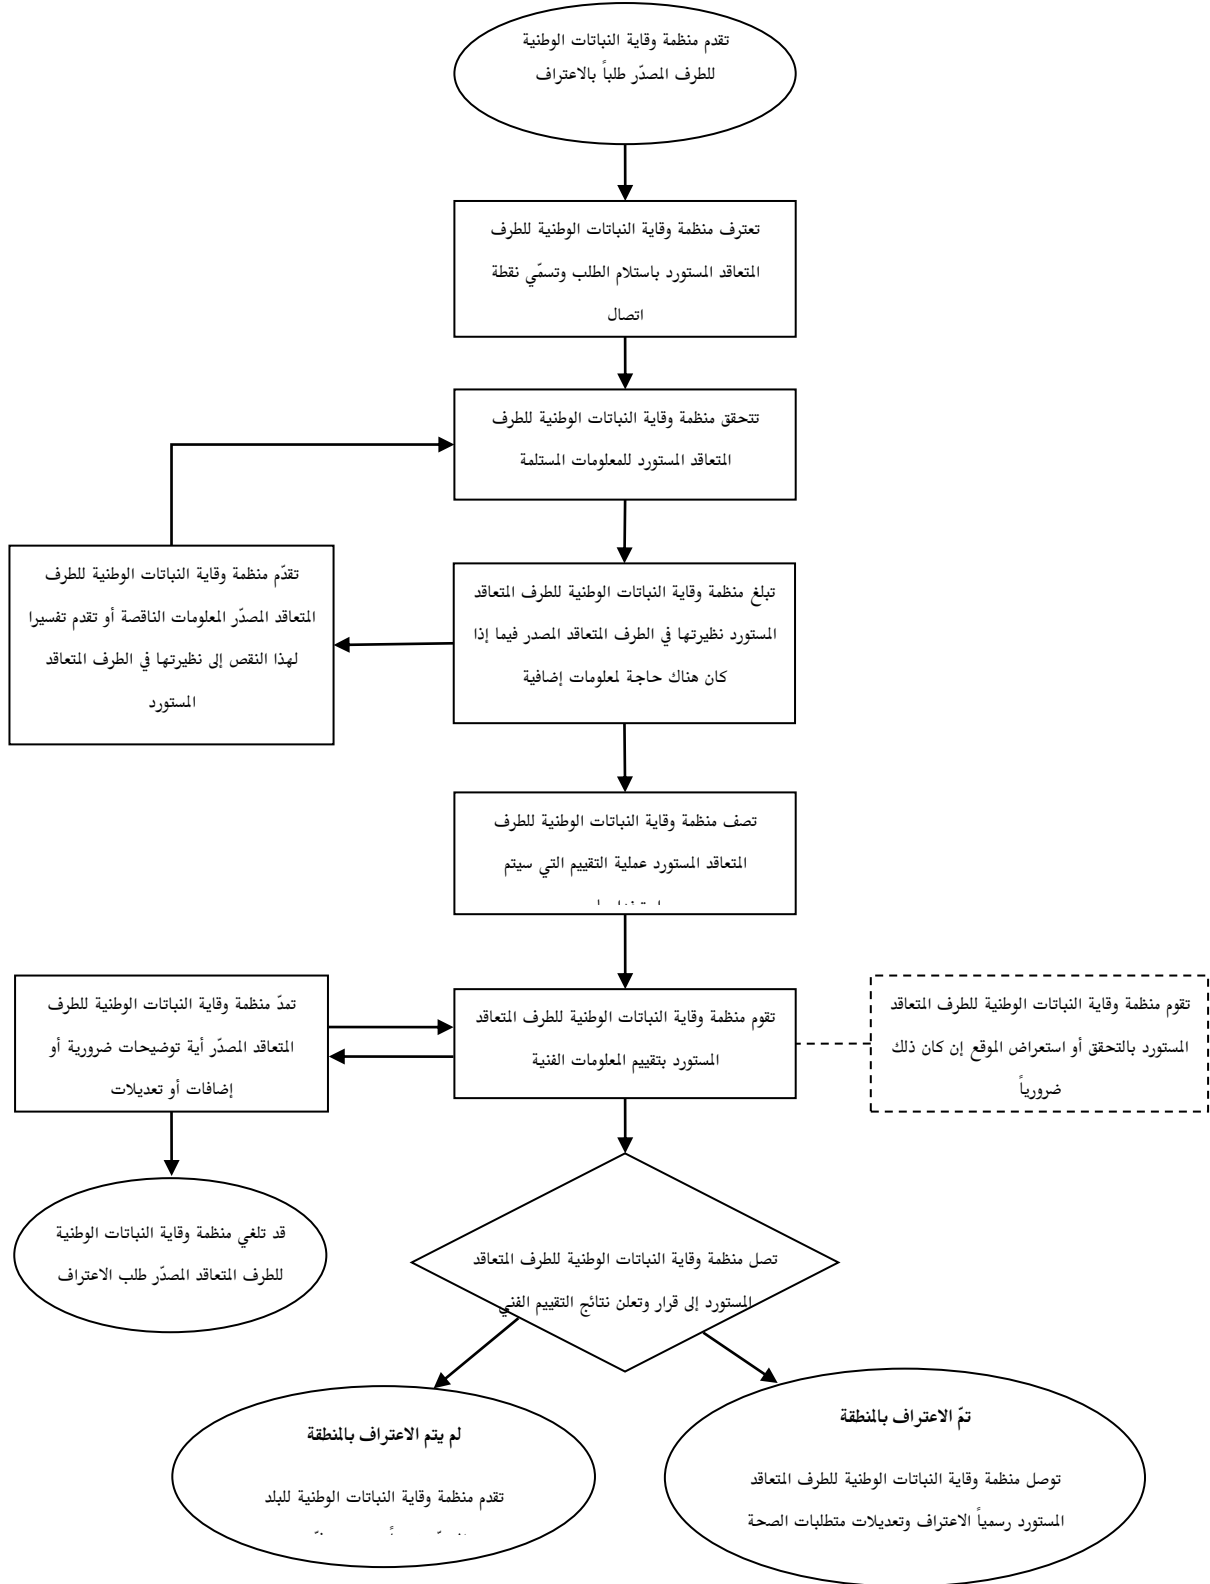 تقدم منظمة وقاية النباتات الوطنية
للطرف المصدّر طلباً بالاعتراف
تعترف منظمة وقاية النباتات الوطنية للطرف
المتعاقد المستورد باستلام الطلب وتسمّي نقطة
اتصال
تتحقق منظمة وقاية النباتات الوطنية للطرف
المتعاقد المستورد للمعلومات المستلمة
تبلغ منظمة وقاية النباتات الوطنية للطرف المتعاقد
المستورد نظيرتها في الطرف المتعاقد المصدر فيما إذا
كان هناك حاجة لمعلومات إضافية
تقدّم منظمة وقاية النباتات الوطنية للطرف
المتعاقد المصدّر المعلومات الناقصة أو تقدم تفسيرا
لهذا النقص إلى نظيرتها في الطرف المتعاقد
المستورد
تصف منظمة وقاية النباتات الوطنية للطرف
المتعاقد المستورد عملية التقييم التي سيتم
تقوم منظمة وقاية النباتات الوطنية للطرف المتعاقد
المستورد بالتحقق أو استعراض الموقع إن كان ذلك
ضرورياً
تقوم منظمة وقاية النباتات الوطنية للطرف المتعاقد
المستورد بتقييم المعلومات الفنية
تمدّ منظمة وقاية النباتات الوطنية للطرف
المتعاقد المصدّر أية توضيحات ضرورية أو
إضافات أو تعديلات
قد تلغي منظمة وقاية النباتات الوطنية
للطرف المتعاقد المصدّر طلب الاعتراف
تصل منظمة وقاية النباتات الوطنية للطرف المتعاقد
المستورد إلى قرار وتعلن نتائج التقييم الفني
تمّ الاعتراف بالمنطقة
توصل منظمة وقاية النباتات الوطنية للطرف المتعاقد
المستورد رسمياً الاعتراف وتعديلات متطلبات الصحة
لم يتم الاعتراف بالمنطقة
تقدم منظمة وقاية النباتات الوطنية للبلد